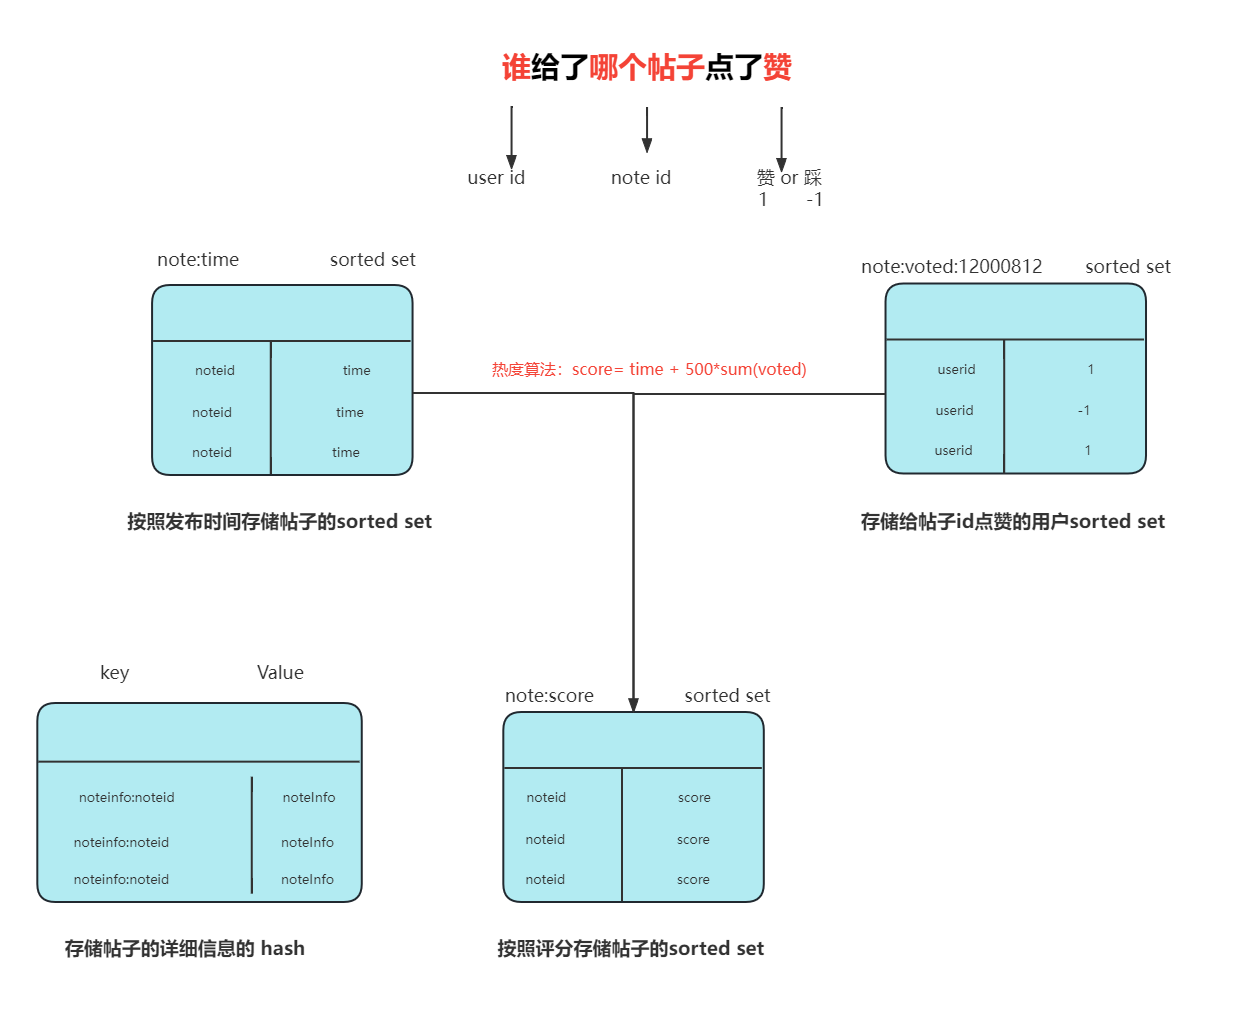 谁给了哪个帖子点了赞
user id
note id
赞 or 踩
1 -1
note:time sorted set
noteid time
noteid time
noteid time
按照发布时间存储帖子的sorted set
热度算法：score= time + 500*sum(voted)
note:voted:12000812 sorted set
userid 1
userid -1
userid 1
存储给帖子id点赞的用户sorted set
key Value
noteinfo:noteid noteInfo
noteinfo:noteid noteInfo
noteinfo:noteid noteInfo
存储帖子的详细信息的 hash
note:score sorted set
noteid score
noteid score
noteid score
按照评分存储帖子的sorted set